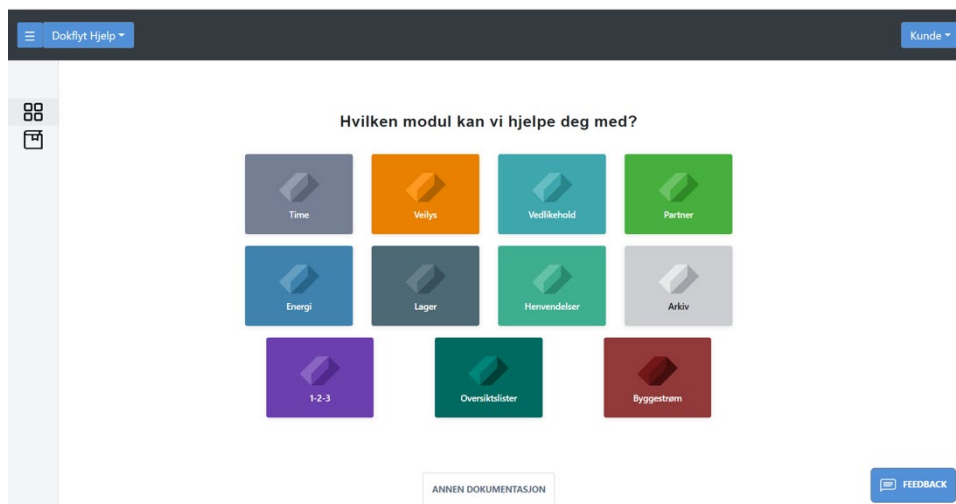 Dokflyt Hjelp
Kunde
Hvilken modul kan vi hjelpe deg med?
Time
Veilys
Vedlikehold
Partner
Energi
Lager
Henvendelser
Arkiv
1-2-3
Oversiktslister
Byggestrøm
ANNEN DOKUMENTASJON
FEEDBACK